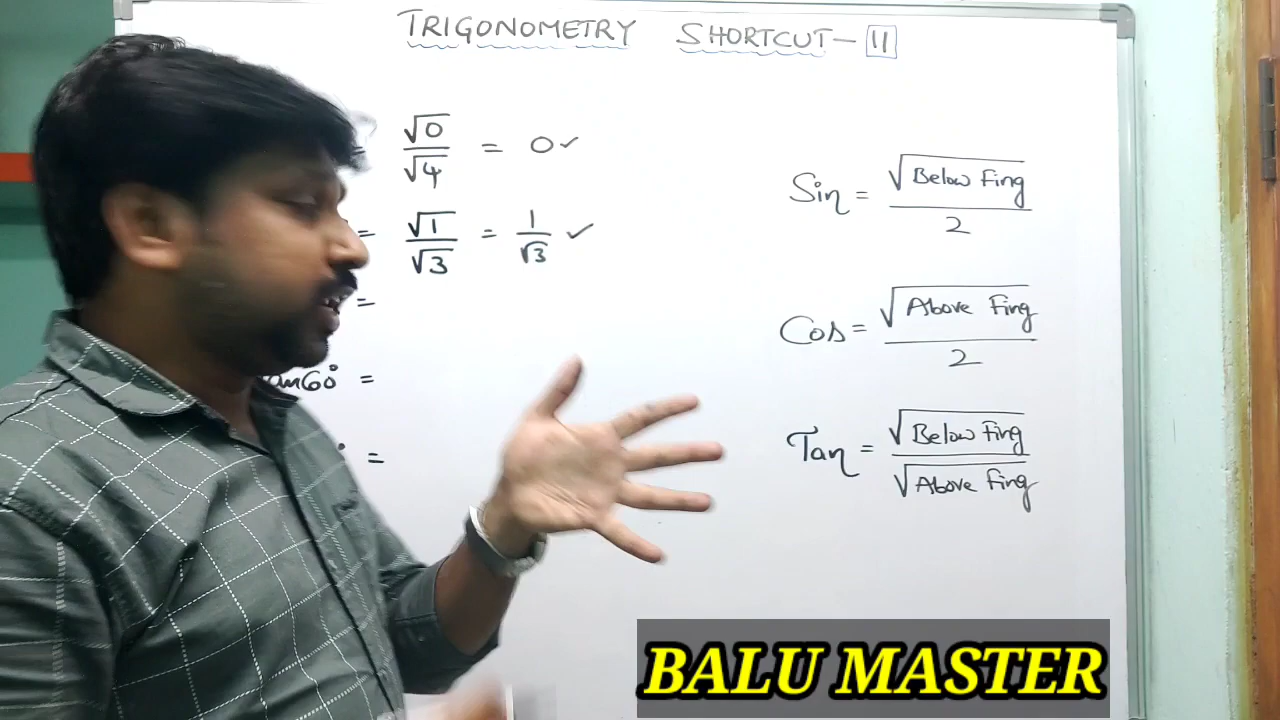 TRIGONOMETRY SHORTCUT - 11
= √0/√4 = 0 ✓
= √1/√3 = 1/√3 ✓
=
Tan60° =
° =
Sin = √Below Fing/2
Cos = √Above Fing/2
Tan = √Below Fing/√Above Fing
BALU MASTER